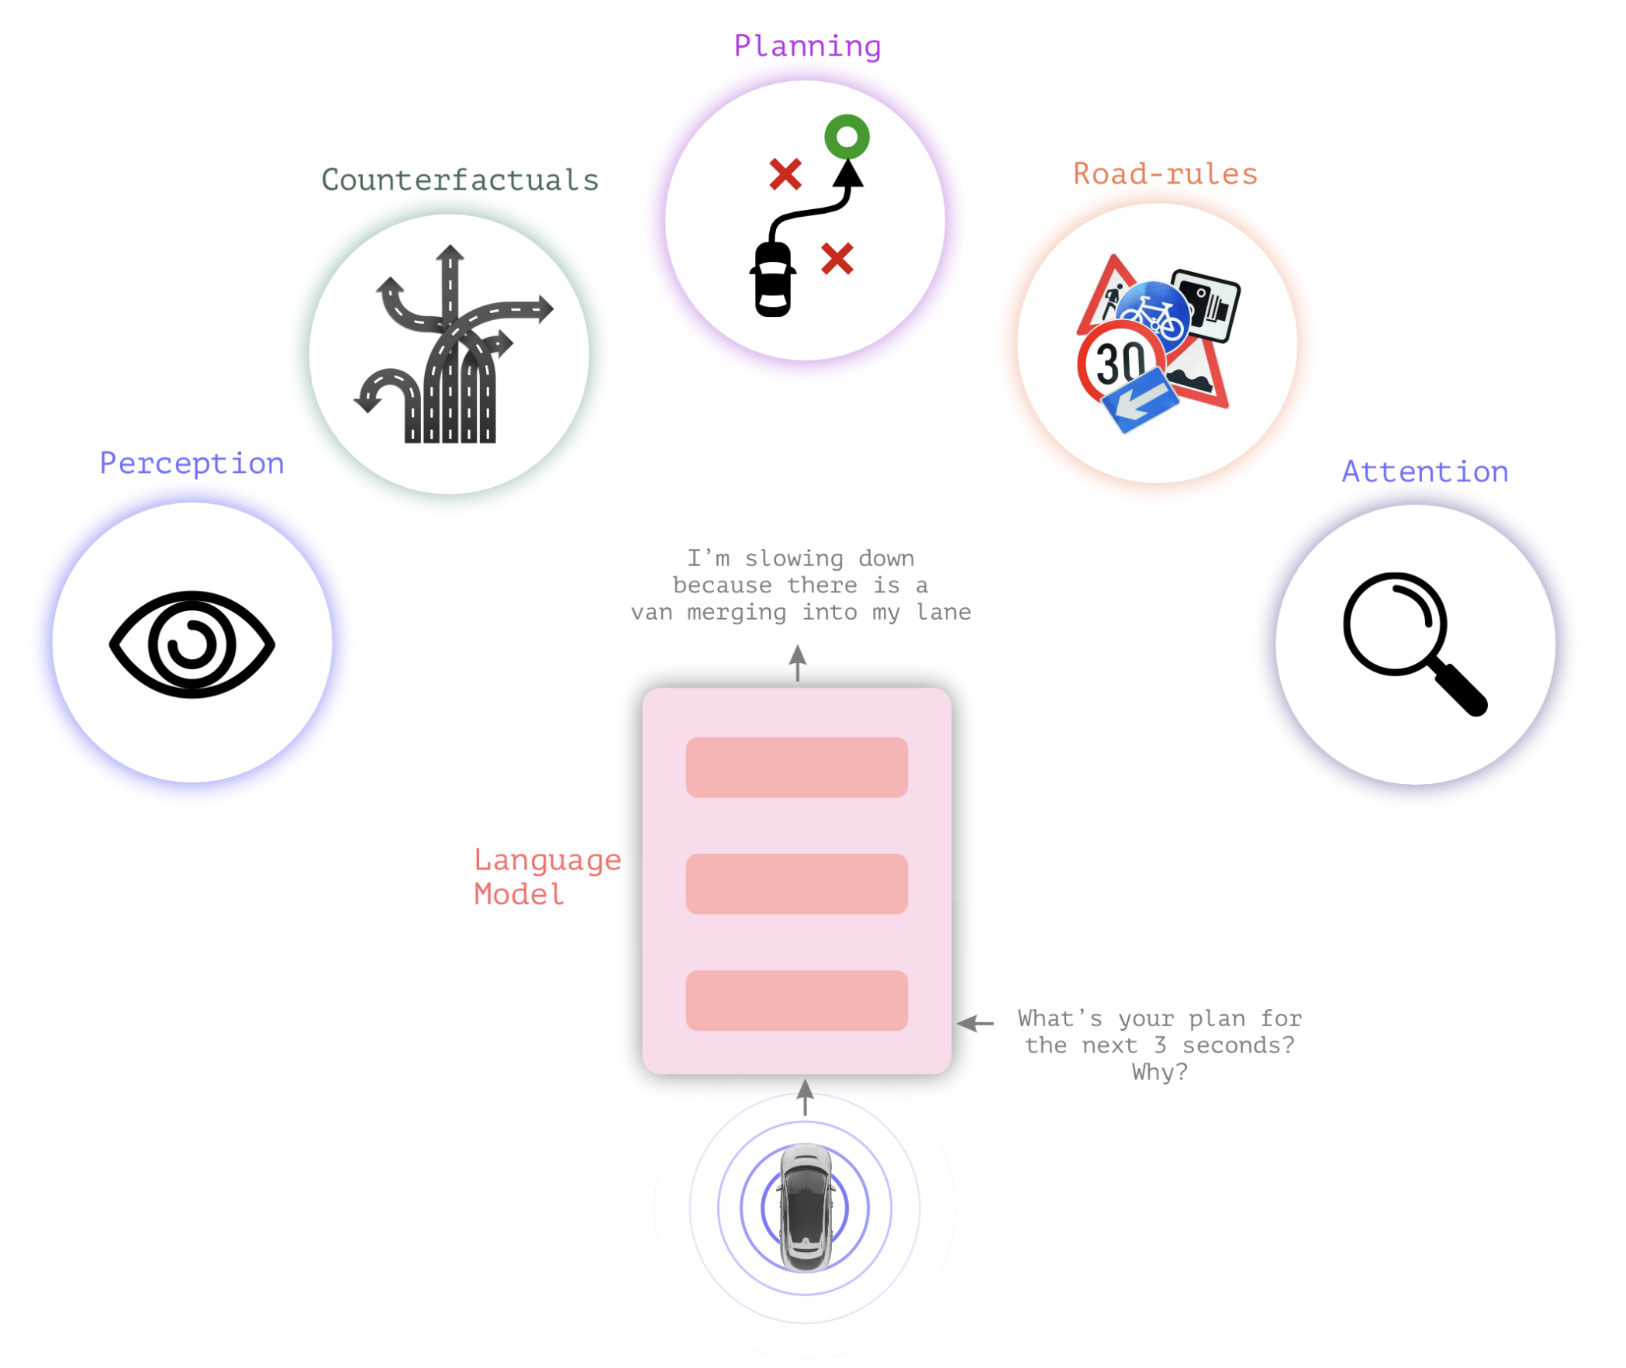 Planning
Counterfactuals
Road-rules
30
Perception
Attention
I'm slowing down
because there is a
van merging into my lane
Language
Model
What's your plan for
the next 3 seconds?
Why?